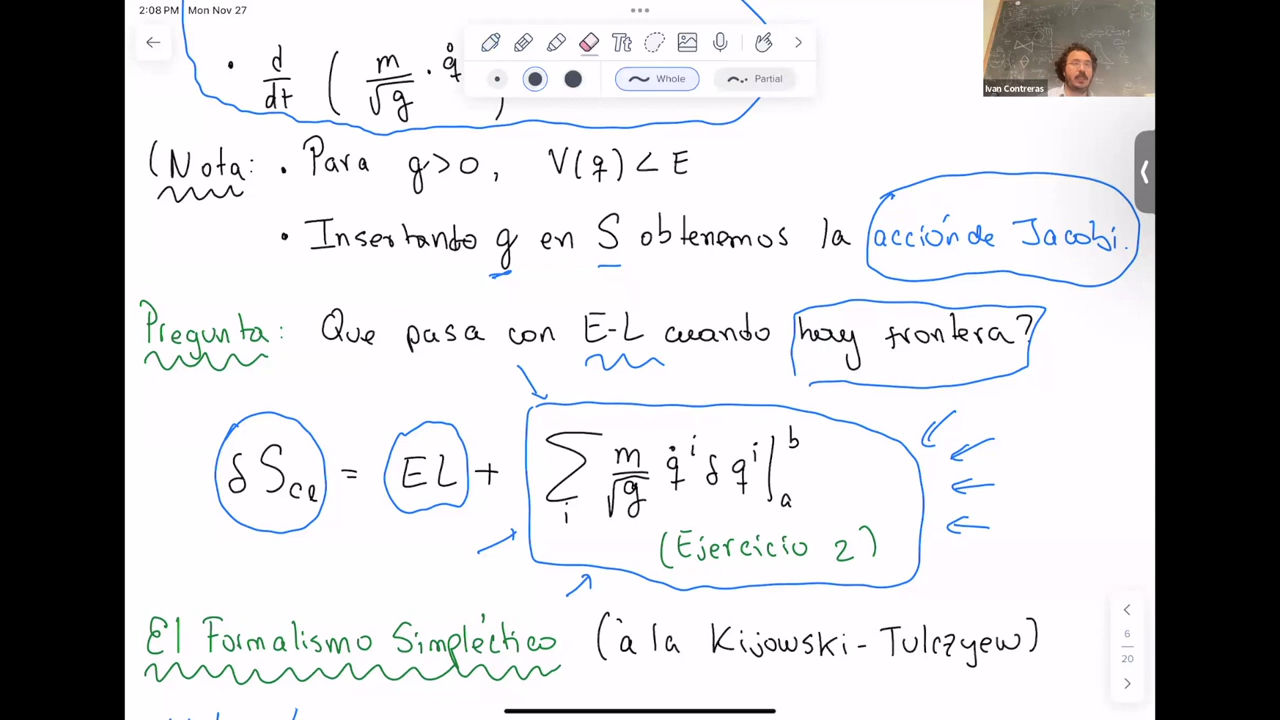 2:08 PM Mon Nov 27
Tt
Whole
Partial
Ivan Contreras
• d/dt ( m/√g · q̇ )
(Nota: • Para g>0, V(q) < E
• Insertando g en S obtenemos la acción de Jacobi.
Pregunta: Que pasa con E-L cuando hay frontera?
δS_CL = EL + ∑_i m/√g q̇^i δq^i |_a^b
(Ejercicio 2)
El Formalismo Simpléctico (à la Kijowski - Tulczyew)
6
20